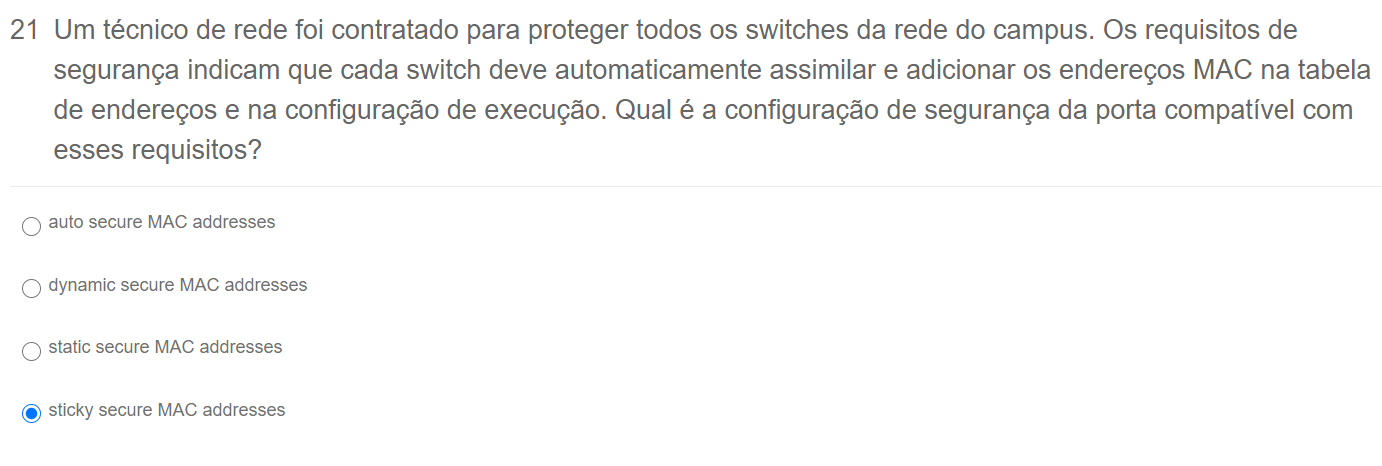 21 Um técnico de rede foi contratado para proteger todos os switches da rede do campus. Os requisitos de
segurança indicam que cada switch deve automaticamente assimilar e adicionar os endereços MAC na tabela
de endereços e na configuração de execução. Qual é a configuração de segurança da porta compatível com
esses requisitos?
auto secure MAC addresses
dynamic secure MAC addresses
static secure MAC addresses
sticky secure MAC addresses